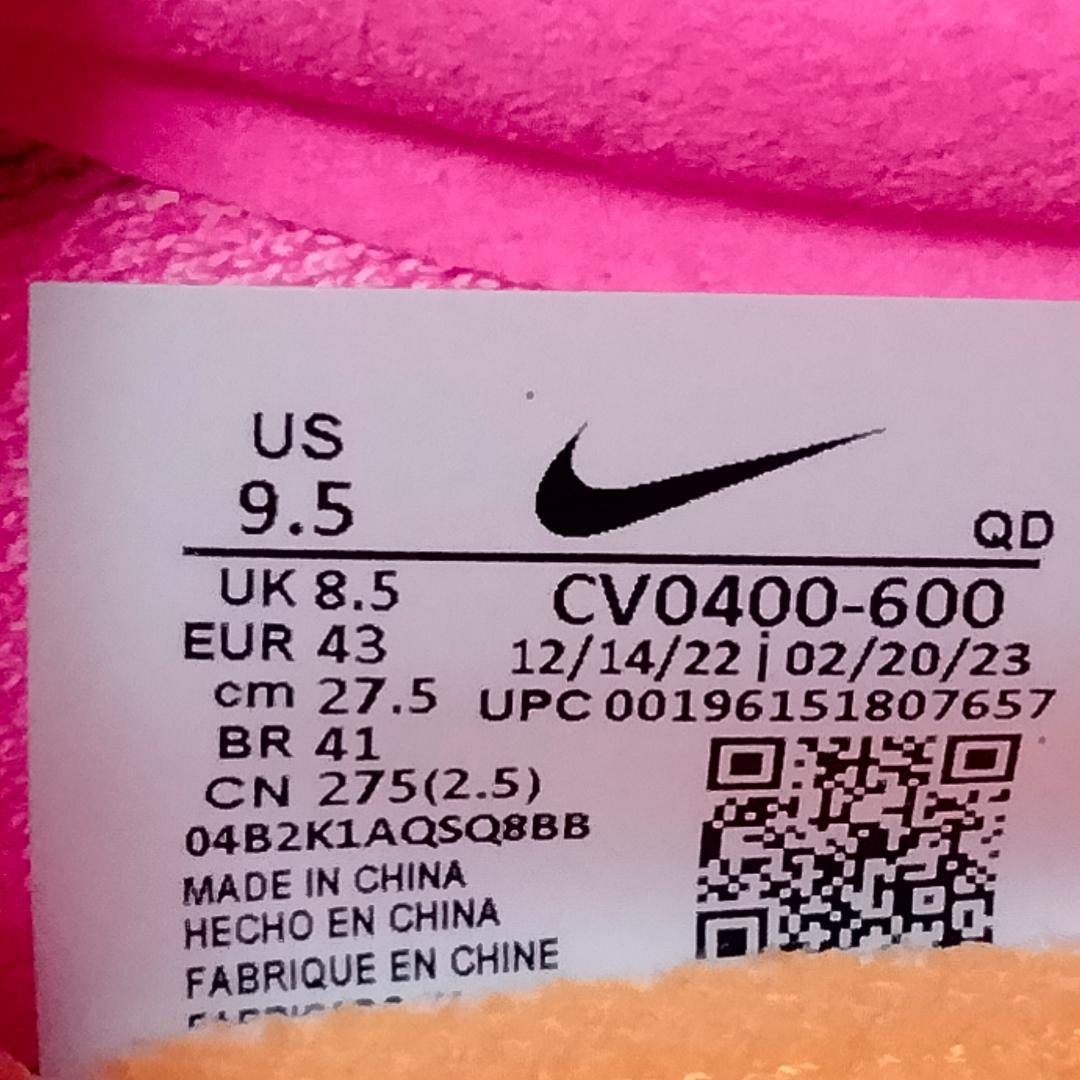 US
9.5
QD
UK 8.5
EUR 43
cm 27.5
BR 41
CN 275(2.5)
CV0400-600
12/14/22 | 02/20/23
UPC 00196151807657
04B2K1AQSQ8BB
MADE IN CHINA
HECHO EN CHINA
FABRIQUE EN CHINE